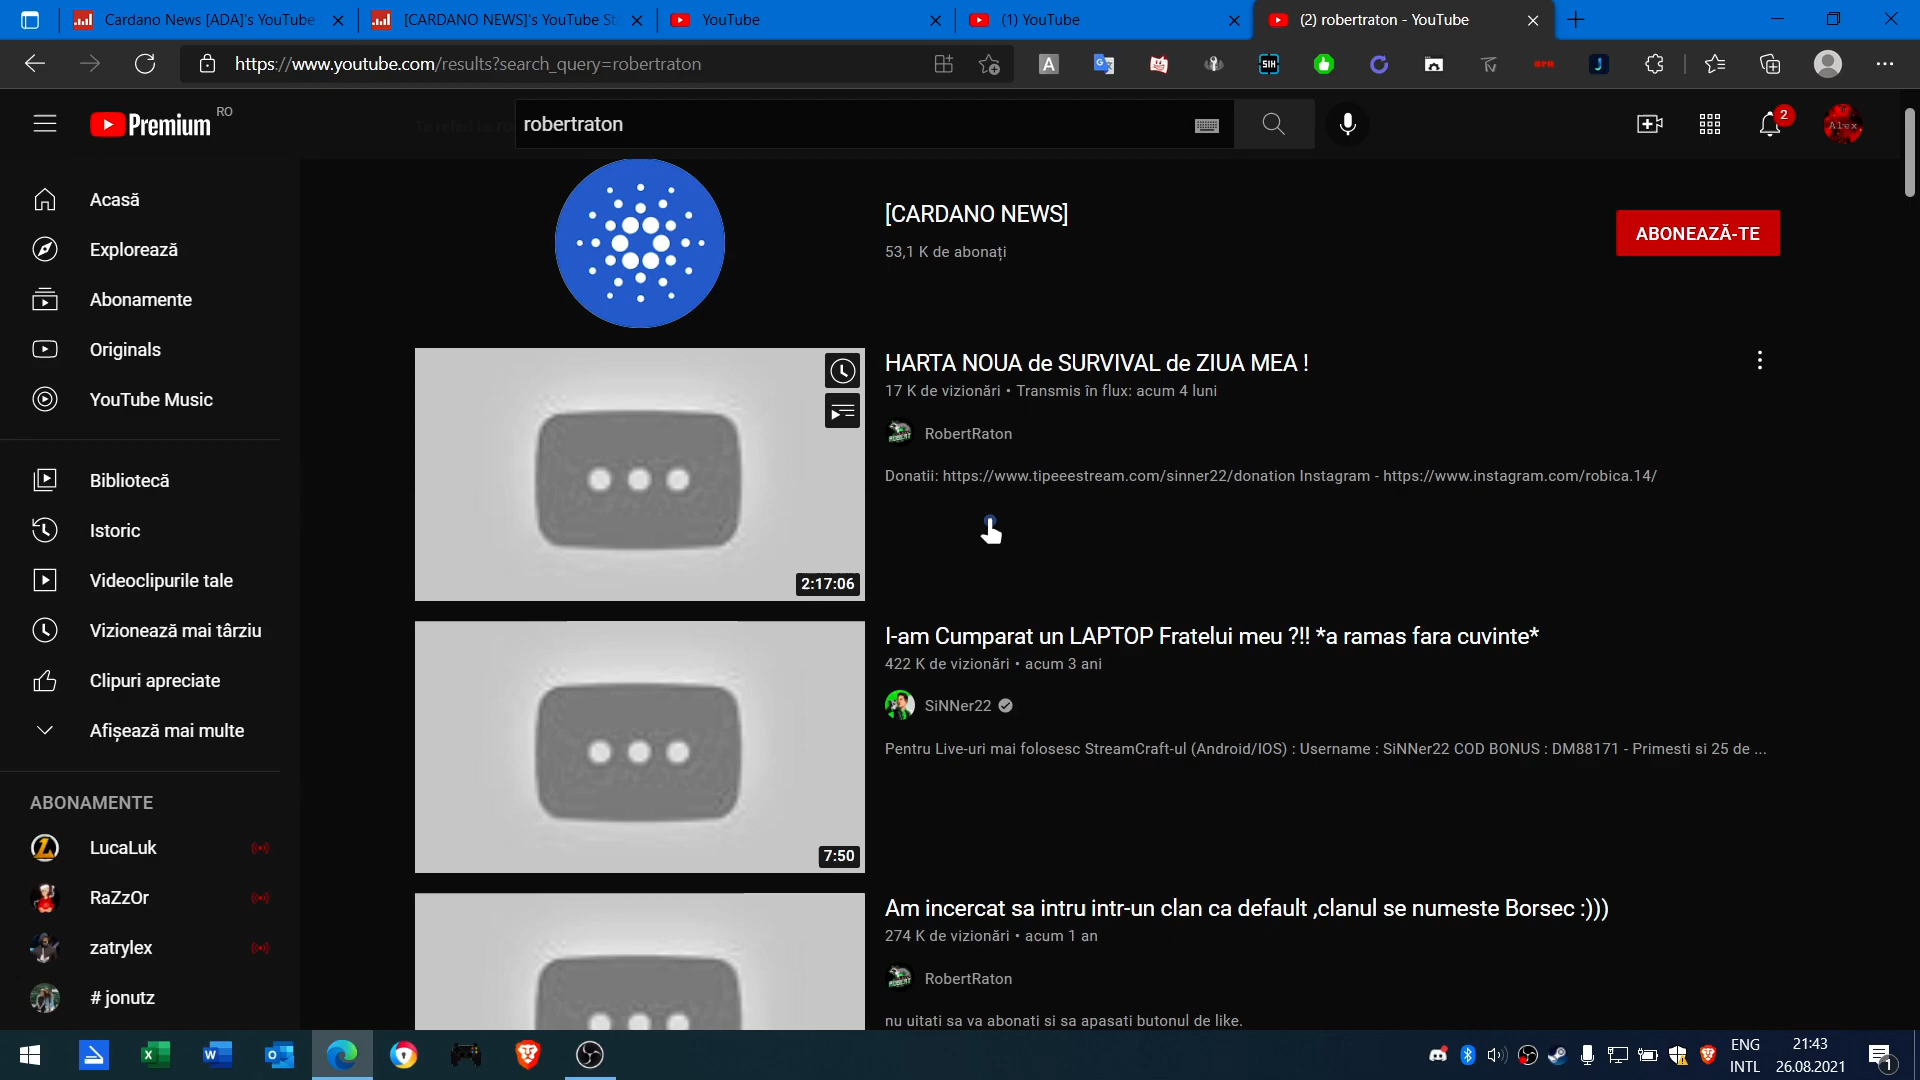 Cardano News [ADA]'s YouTube
[CARDANO NEWS]'s YouTube St
YouTube
(1) YouTube
(2) robertraton - YouTube
https://www.youtube.com/results?search_query=robertraton
Premium RO
robertraton
2
Alex
Acasă
Explorează
Abonamente
Originals
YouTube Music
Bibliotecă
Istoric
Videoclipurile tale
Vizionează mai târziu
Clipuri apreciate
Afișează mai multe
ABONAMENTE
LucaLuk
RaZzOr
zatrylex
# jonutz
[CARDANO NEWS]
53,1 K de abonați
ABONEAZĂ-TE
HARTA NOUA de SURVIVAL de ZIUA MEA !
17 K de vizionări • Transmis în flux: acum 4 luni
RobertRaton
Donatii: https://www.tipeeestream.com/sinner22/donation Instagram - https://www.instagram.com/robica.14/
2:17:06
I-am Cumparat un LAPTOP Fratelui meu ?!! *a ramas fara cuvinte*
422 K de vizionări • acum 3 ani
SiNNer22
Pentru Live-uri mai folosesc StreamCraft-ul (Android/IOS) : Username : SiNNer22 COD BONUS : DM88171 - Primesti si 25 de ...
7:50
Am incercat sa intru intr-un clan ca default ,clanul se numeste Borsec :)))
274 K de vizionări • acum 1 an
RobertRaton
nu uitati sa va abonati si sa apasati butonul de like.
ENG
INTL
21:43
26.08.2021
1